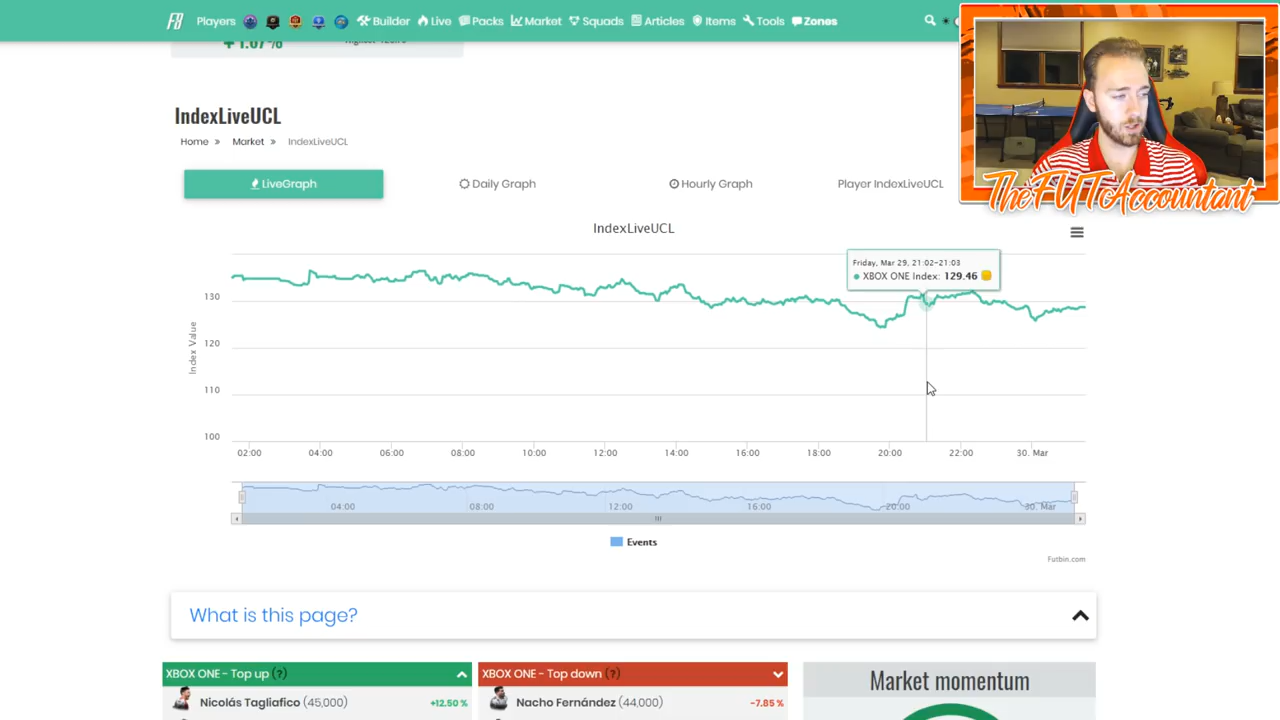 FB Players Builder Live Packs Market Squads Articles Items Tools Zones
+ 1.07%
IndexLiveUCL
Home » Market » IndexLiveUCL
LiveGraph Daily Graph Hourly Graph Player IndexLiveUCL
TheFUTAccountant
IndexLiveUCL
Friday, Mar 29, 21:02-21:03
XBOX ONE Index: 129.46
Index Value
130
120
110
100
02:00 04:00 06:00 08:00 10:00 12:00 14:00 16:00 18:00 20:00 22:00 30. Mar
04:00 08:00 12:00 16:00 20:00 30. Mar
Events
Futbin.com
What is this page?
XBOX ONE - Top up (?)
Nicolás Tagliafico (45,000) +12.50 %
XBOX ONE - Top down (?)
Nacho Fernández (44,000) -7.85 %
Market momentum